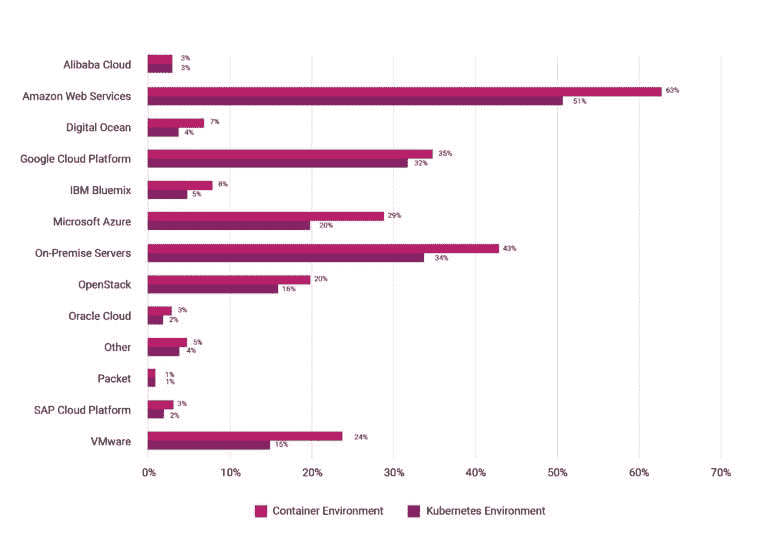 Alibaba Cloud 3%
3%
Amazon Web Services 63%
51%
Digital Ocean 7%
4%
Google Cloud Platform 35%
32%
IBM Bluemix 8%
5%
Microsoft Azure 29%
20%
On-Premise Servers 43%
34%
OpenStack 20%
16%
Oracle Cloud 3%
2%
Other 5%
4%
Packet 1%
1%
SAP Cloud Platform 3%
2%
VMware 24%
15%
0% 10% 20% 30% 40% 50% 60% 70%
Container Environment Kubernetes Environment